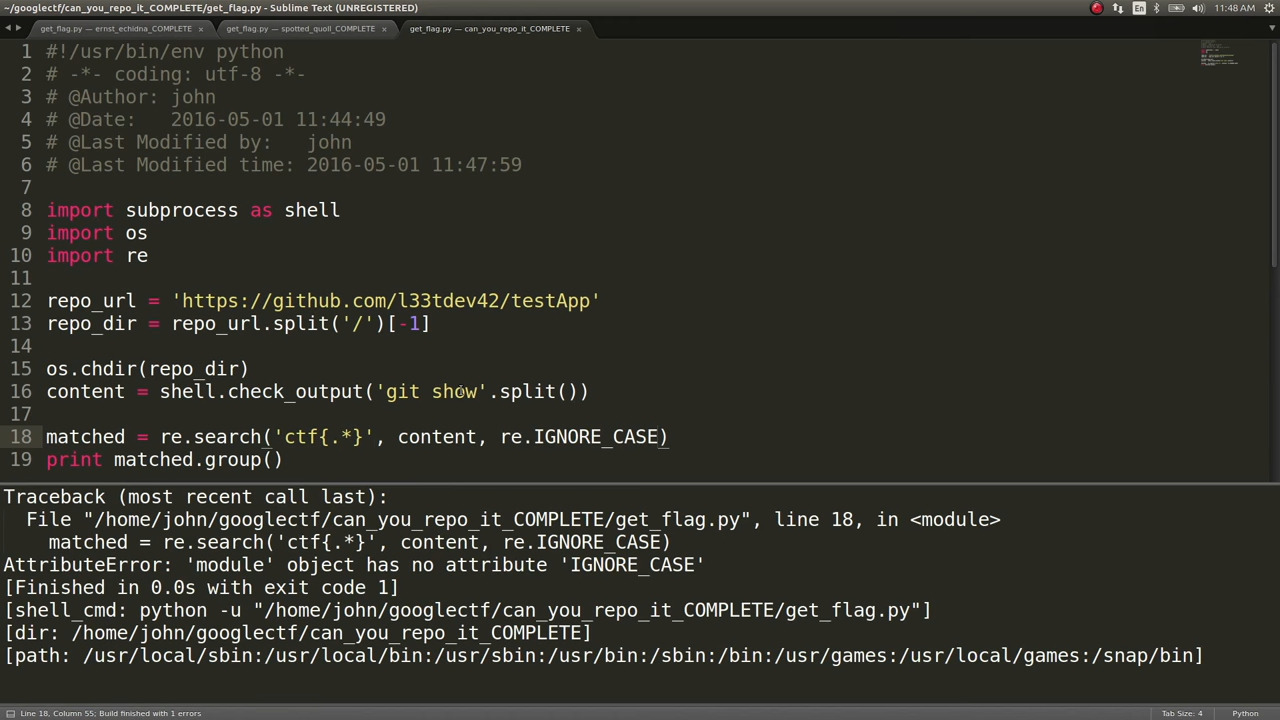 ~/googlectf/can_you_repo_it_COMPLETE/get_flag.py - Sublime Text (UNREGISTERED)
En
11:48 AM
get_flag.py — ernst_echidna_COMPLETE ×
get_flag.py — spotted_quoll_COMPLETE ×
get_flag.py — can_you_repo_it_COMPLETE ×
1 #!/usr/bin/env python
2 # -*- coding: utf-8 -*-
3 # @Author: john
4 # @Date:   2016-05-01 11:44:49
5 # @Last Modified by:   john
6 # @Last Modified time: 2016-05-01 11:47:59
7
8 import subprocess as shell
9 import os
10 import re
11
12 repo_url = 'https://github.com/l33tdev42/testApp'
13 repo_dir = repo_url.split('/')[-1]
14
15 os.chdir(repo_dir)
16 content = shell.check_output('git show'.split())
17
18 matched = re.search('ctf{.*}', content, re.IGNORE_CASE)
19 print matched.group()
Traceback (most recent call last):
  File "/home/john/googlectf/can_you_repo_it_COMPLETE/get_flag.py", line 18, in <module>
    matched = re.search('ctf{.*}', content, re.IGNORE_CASE)
AttributeError: 'module' object has no attribute 'IGNORE_CASE'
[Finished in 0.0s with exit code 1]
[shell_cmd: python -u "/home/john/googlectf/can_you_repo_it_COMPLETE/get_flag.py"]
[dir: /home/john/googlectf/can_you_repo_it_COMPLETE]
[path: /usr/local/sbin:/usr/local/bin:/usr/sbin:/usr/bin:/sbin:/bin:/usr/games:/usr/local/games:/snap/bin]
Line 18, Column 55; Build finished with 1 errors
Tab Size: 4
Python